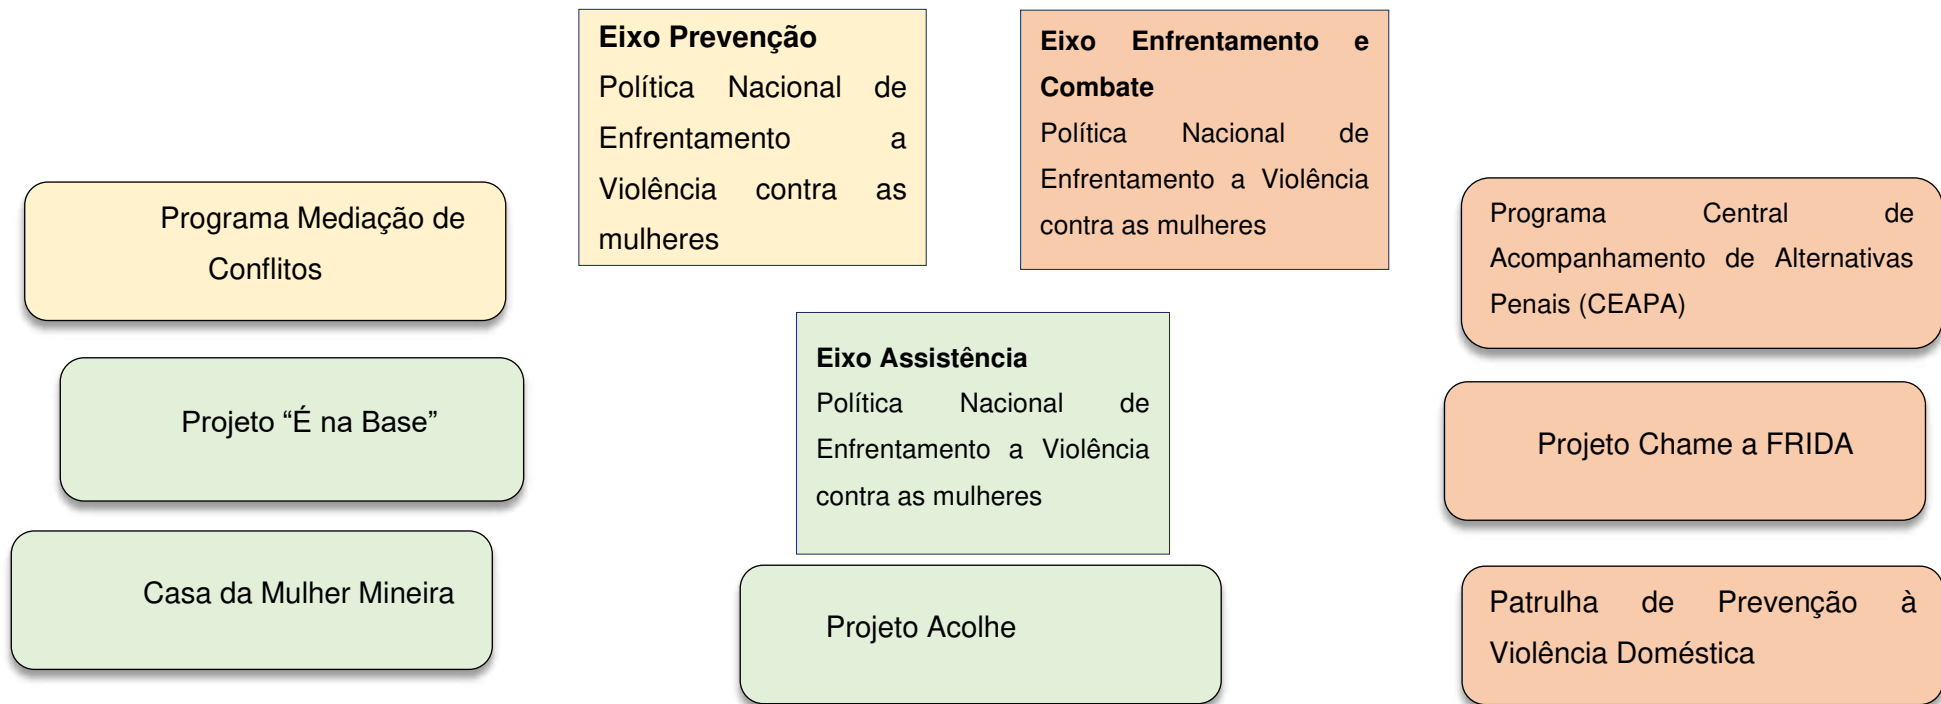 Eixo Prevenção
Política Nacional de
Enfrentamento a
Violência contra as
mulheres
Eixo Enfrentamento e
Combate
Política Nacional de
Enfrentamento a Violência
contra as mulheres
Programa Mediação de
Conflitos
Programa Central de
Acompanhamento de Alternativas
Penais (CEAPA)
Eixo Assistência
Política Nacional de
Enfrentamento a Violência
contra as mulheres
Projeto “É na Base”
Projeto Chame a FRIDA
Casa da Mulher Mineira
Projeto Acolhe
Patrulha de Prevenção à
Violência Doméstica